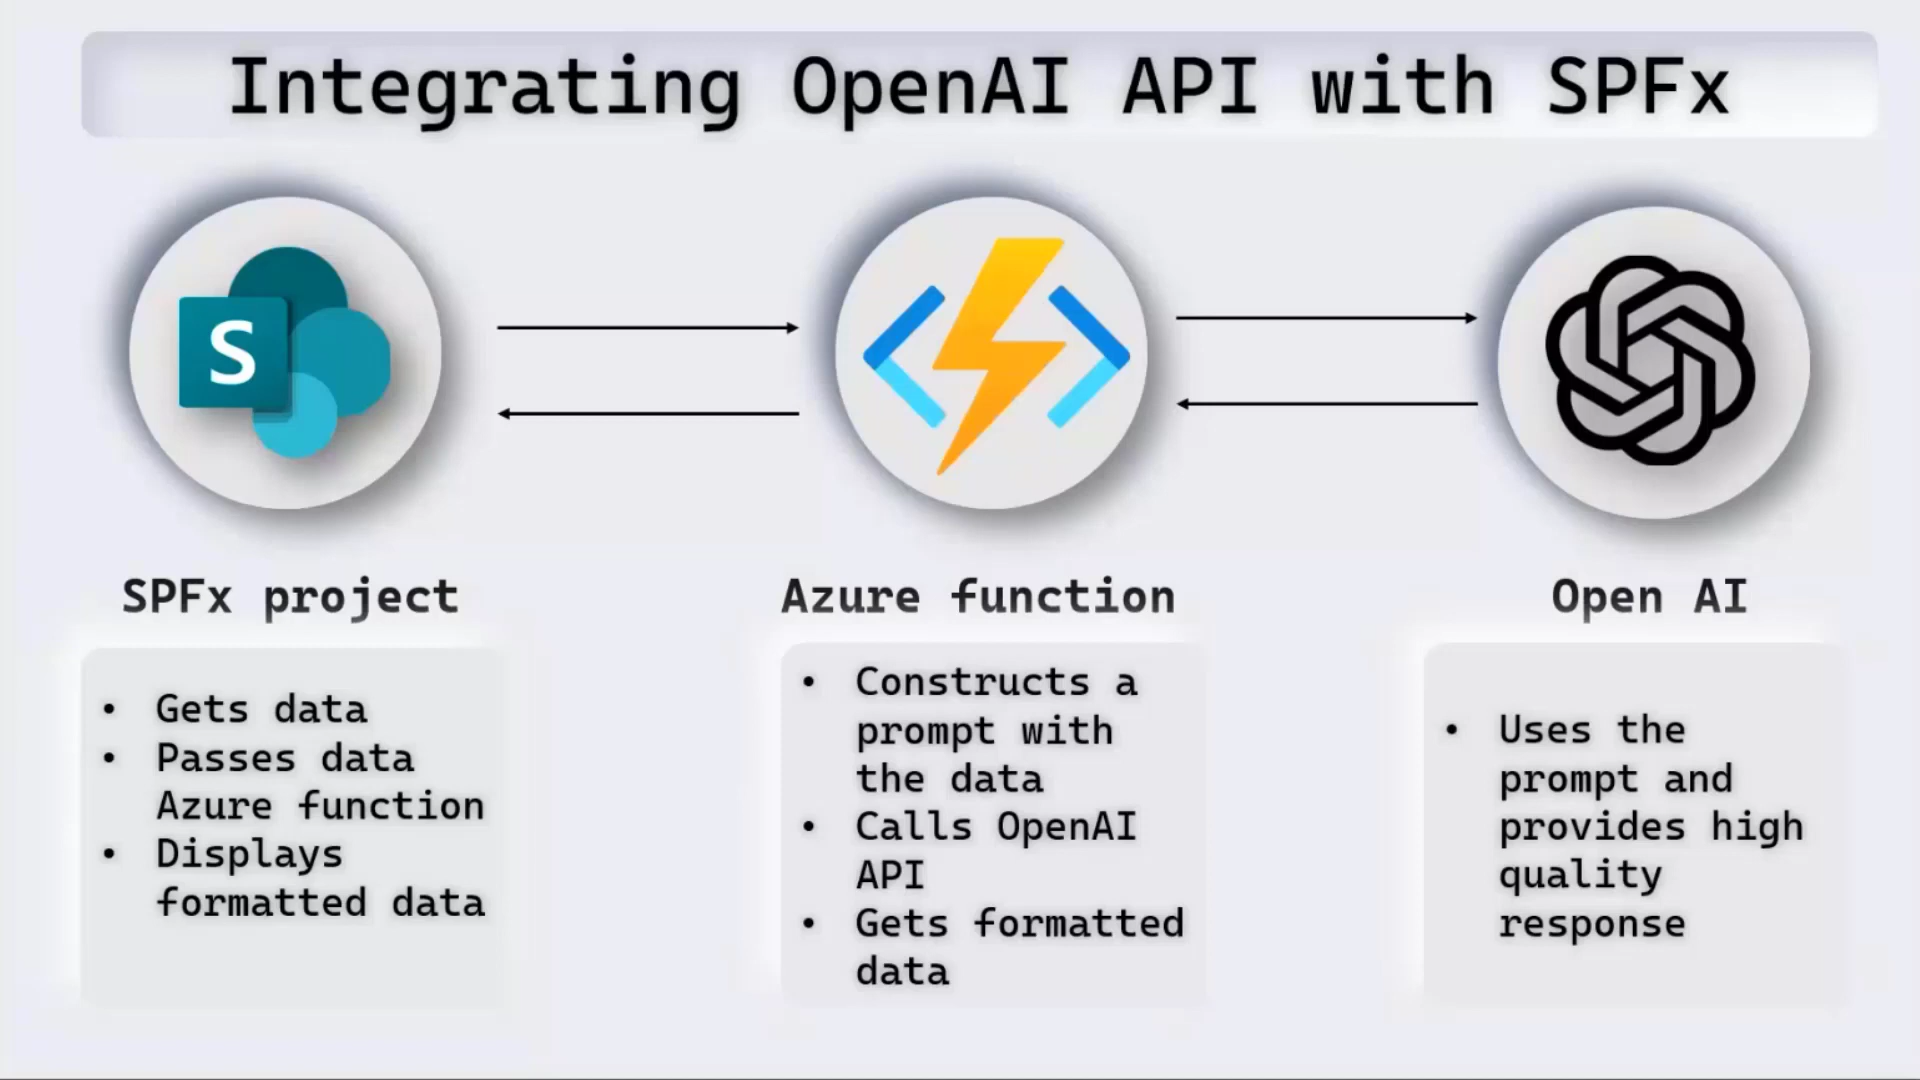 Integrating OpenAI API with SPFx
S
SPFx project
• Gets data
• Passes data
Azure function
• Displays
formatted data
Azure function
• Constructs a
prompt with
the data
• Calls OpenAI
API
• Gets formatted
data
Open AI
• Uses the
prompt and
provides high
quality
response